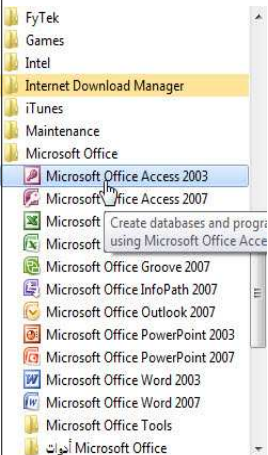 FyTek
Games
Intel
Internet Download Manager
iTunes
Maintenance
Microsoft Office
Microsoft Office Access 2003
Microsoft Office Access 2007
Microsoft
Create databases and progra
Microsoft
using Microsoft Office Acce
Microsoft Office Groove 2007
Microsoft Office InfoPath 2007
Microsoft Office Outlook 2007
Microsoft Office PowerPoint 2003
Microsoft Office PowerPoint 2007
Microsoft Office Word 2003
Microsoft Office Word 2007
Microsoft Office Tools
أدوات Microsoft Office